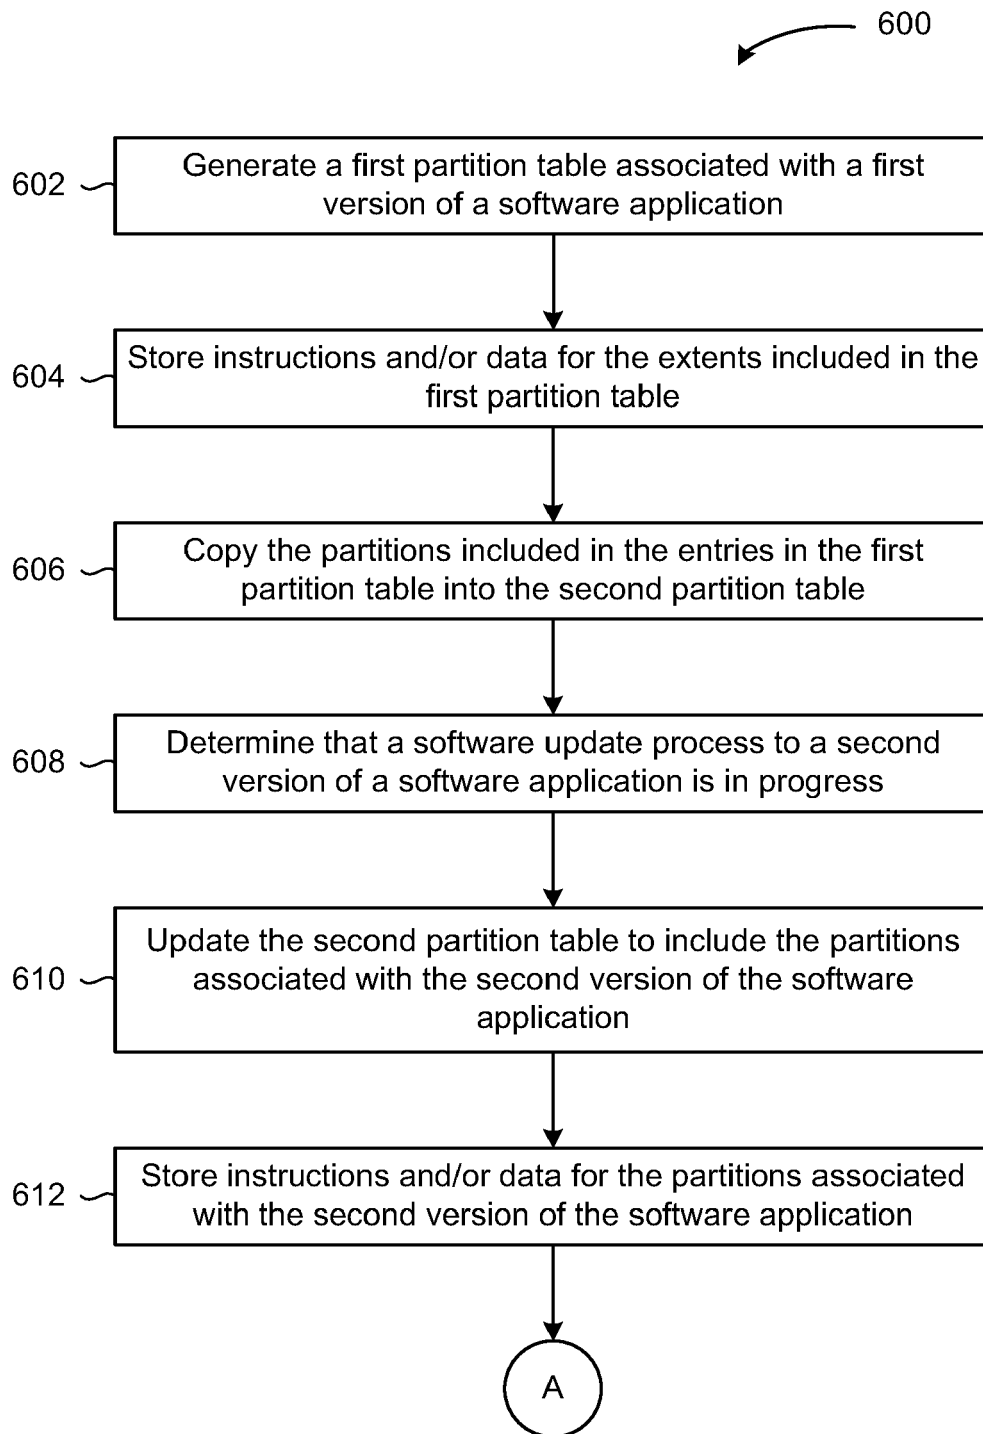 600
602
Generate a first partition table associated with a first
version of a software application
604
Store instructions and/or data for the extents included in the
first partition table
606
Copy the partitions included in the entries in the first
partition table into the second partition table
608
Determine that a software update process to a second
version of a software application is in progress
610
Update the second partition table to include the partitions
associated with the second version of the software
application
612
Store instructions and/or data for the partitions associated
with the second version of the software application
A